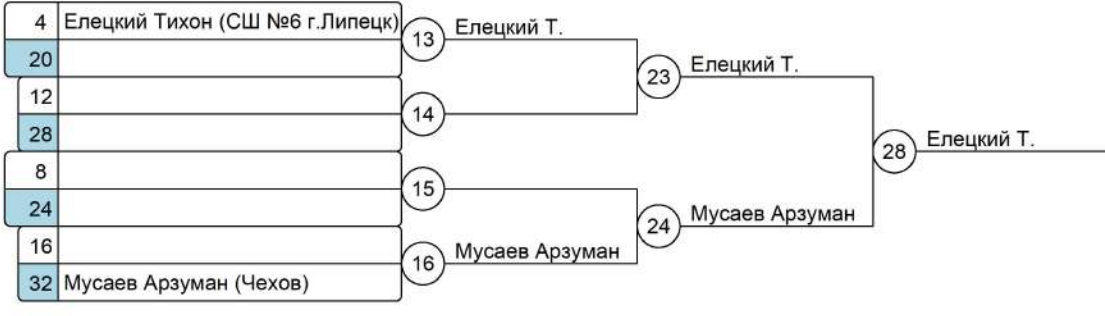 4 Елецкий Тихон (СШ №6 г.Липецк)
13 Елецкий Т.
20
23 Елецкий Т.
12
14
28
28 Елецкий Т.
8
15
24
24 Мусаев Арзуман
16
16 Мусаев Арзуман
32 Мусаев Арзуман (Чехов)